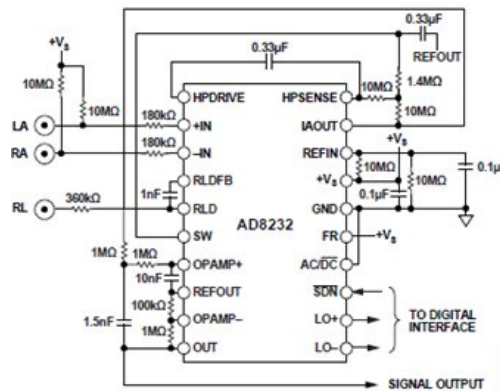 0.33µF
+Vs
0.33µF
REFOUT
10MΩ
10MΩ
HPDRIVE
HPSENSE
10MΩ
1.4MΩ
10MΩ
LA
180kΩ
+IN
IAOUT
RA
180kΩ
–IN
REFIN
10MΩ
0.1µ
RLDFB
+Vs
10MΩ
1nF
0.1µF
RL
360kΩ
RLD
GND
AD8232
SW
FR
+Vs
1MΩ
1MΩ
OPAMP+
AC/DC
10nF
REFOUT
SDN
100kΩ
OPAMP–
LO+
TO DIGITAL
INTERFACE
1.5nF
1MΩ
OUT
LO–
SIGNAL OUTPUT